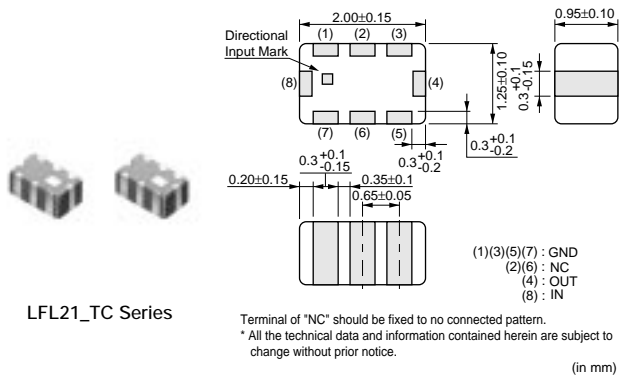 2.00±0.15
0.95±0.10
Directional
Input Mark
(1) (2) (3)
(8)
(4)
(7) (6) (5)
1.25±0.10
0.3+0.1-0.15
0.3+0.1-0.2
0.3+0.1-0.2
0.3+0.1-0.15
0.20±0.15
0.35±0.1
0.65±0.05
(1)(3)(5)(7) : GND
(2)(6) : NC
(4) : OUT
(8) : IN
LFL21_TC Series
Terminal of "NC" should be fixed to no connected pattern.
* All the technical data and information contained herein are subject to
change without prior notice.
(in mm)